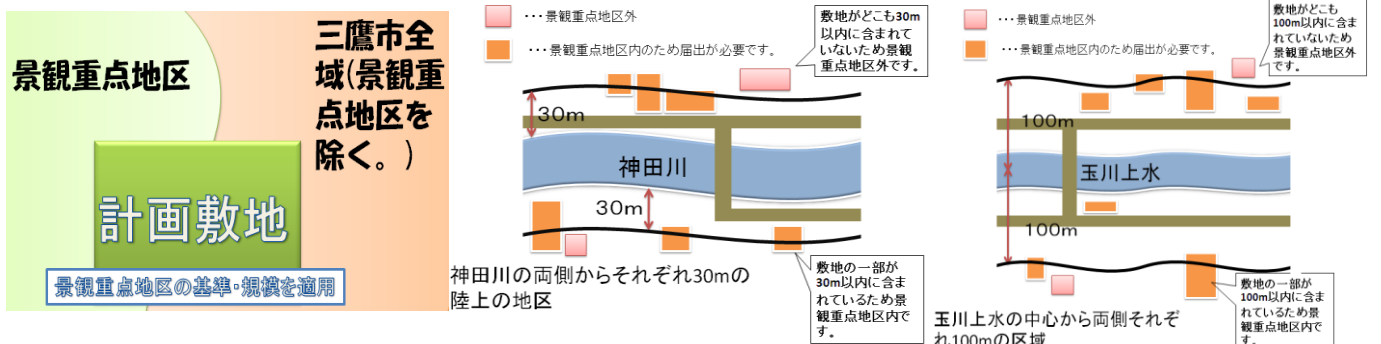 景観重点地区
三鷹市全
域(景観重
点地区を
除く。)
計画敷地
景観重点地区の基準・規模を適用
・・・景観重点地区外
・・・景観重点地区内のため届出が必要です。
敷地がどこも30m
以内に含まれて
いないため景観
重点地区外です。
30m
神田川
30m
神田川の両側からそれぞれ30mの
陸上の地区
敷地の一部が
30m以内に含ま
れているため景
観重点地区内で
す。
・・・景観重点地区外
・・・景観重点地区内のため届出が必要です。
敷地がどこも
100m以内に含ま
れていないため
景観重点地区外
です。
100m
玉川上水
100m
玉川上水の中心から両側それぞ
れ100mの区域
敷地の一部が
100m以内に含ま
れているため景
観重点地区内で
す。